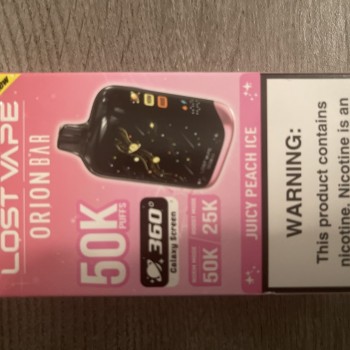 LOST VAPE
ORION BAR
50K
PUFFS
360°
Galaxy Screen
50K / 25K
JUICY PEACH ICE
WARNING:
This product contains
nicotine. Nicotine is an